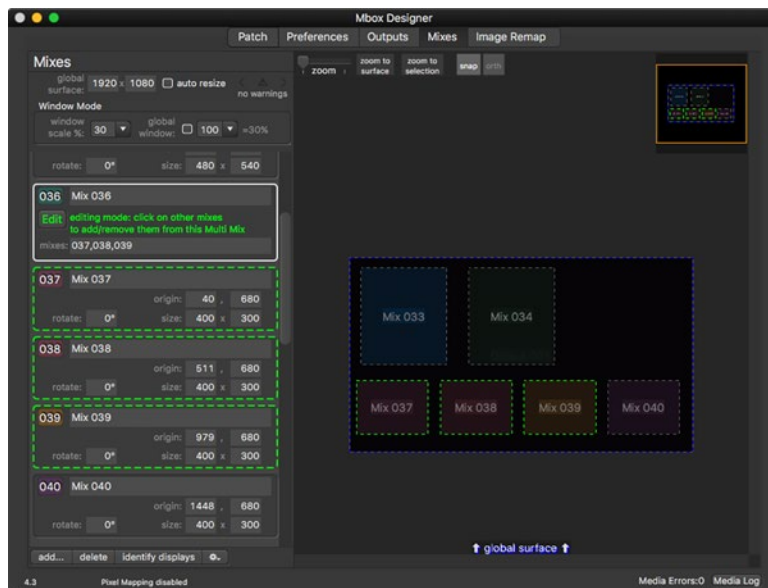 Mbox Designer
Patch Preferences Outputs Mixes Image Remap
Mixes
global surface: 1920 x 1080 auto resize
no warnings
Window Mode
window scale %: 30 global window: 100 =30%
rotate: 0° size: 480 x 540
036 Mix 036
Edit editing mode: click on other mixes
to add/remove them from this Multi Mix
mixes: 037,038,039
037 Mix 037
origin: 40 , 680
rotate: 0° size: 400 x 300
038 Mix 038
origin: 511 , 680
rotate: 0° size: 400 x 300
039 Mix 039
origin: 979 , 680
rotate: 0° size: 400 x 300
040 Mix 040
origin: 1448 , 680
rotate: 0° size: 400 x 300
add... delete identify displays
zoom
zoom to surface
zoom to selection
snap orth
Mix 033 Mix 034
Mix 037 Mix 038 Mix 039 Mix 040
global surface
4.3 Pixel Mapping disabled Media Errors:0 Media Log